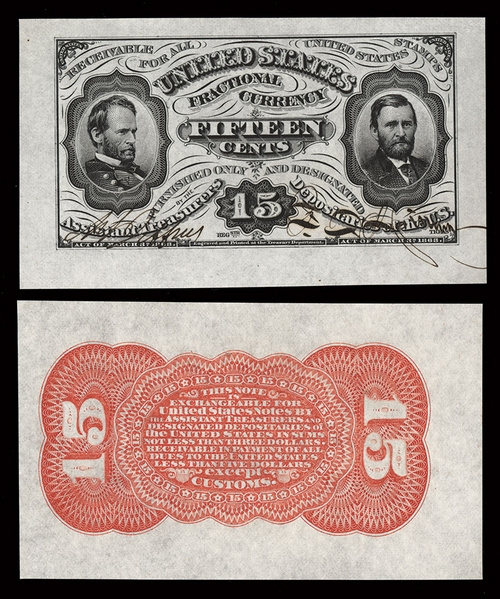 RECEIVABLE FOR ALL UNITED STATES STAMPS
UNITED STATES
FRACTIONAL
CURRENCY
FIFTEEN
CENTS
FURNISHED ONLY AND DESIGNATED
BY THE
Assistant Treasurers
15
Depositaries
of the U.S.
ACT OF MARCH 3D 1863.
Engraved and Printed at the Treasury Department.
ACT OF MARCH 3D 1863.
15
15
THIS NOTE
IS
EXCHANGEABLE FOR
United States Notes BY
THE ASSISTANT TREASURERS AND
DESIGNATED DEPOSITARIES of
the UNITED STATES IN SUMS
NOT LESS THAN THREE DOLLARS.
RECEIVABLE IN PAYMENT OF ALL
DUES TO THE UNITED STATES
LESS THAN FIVE DOLLARS
except
CUSTOMS.